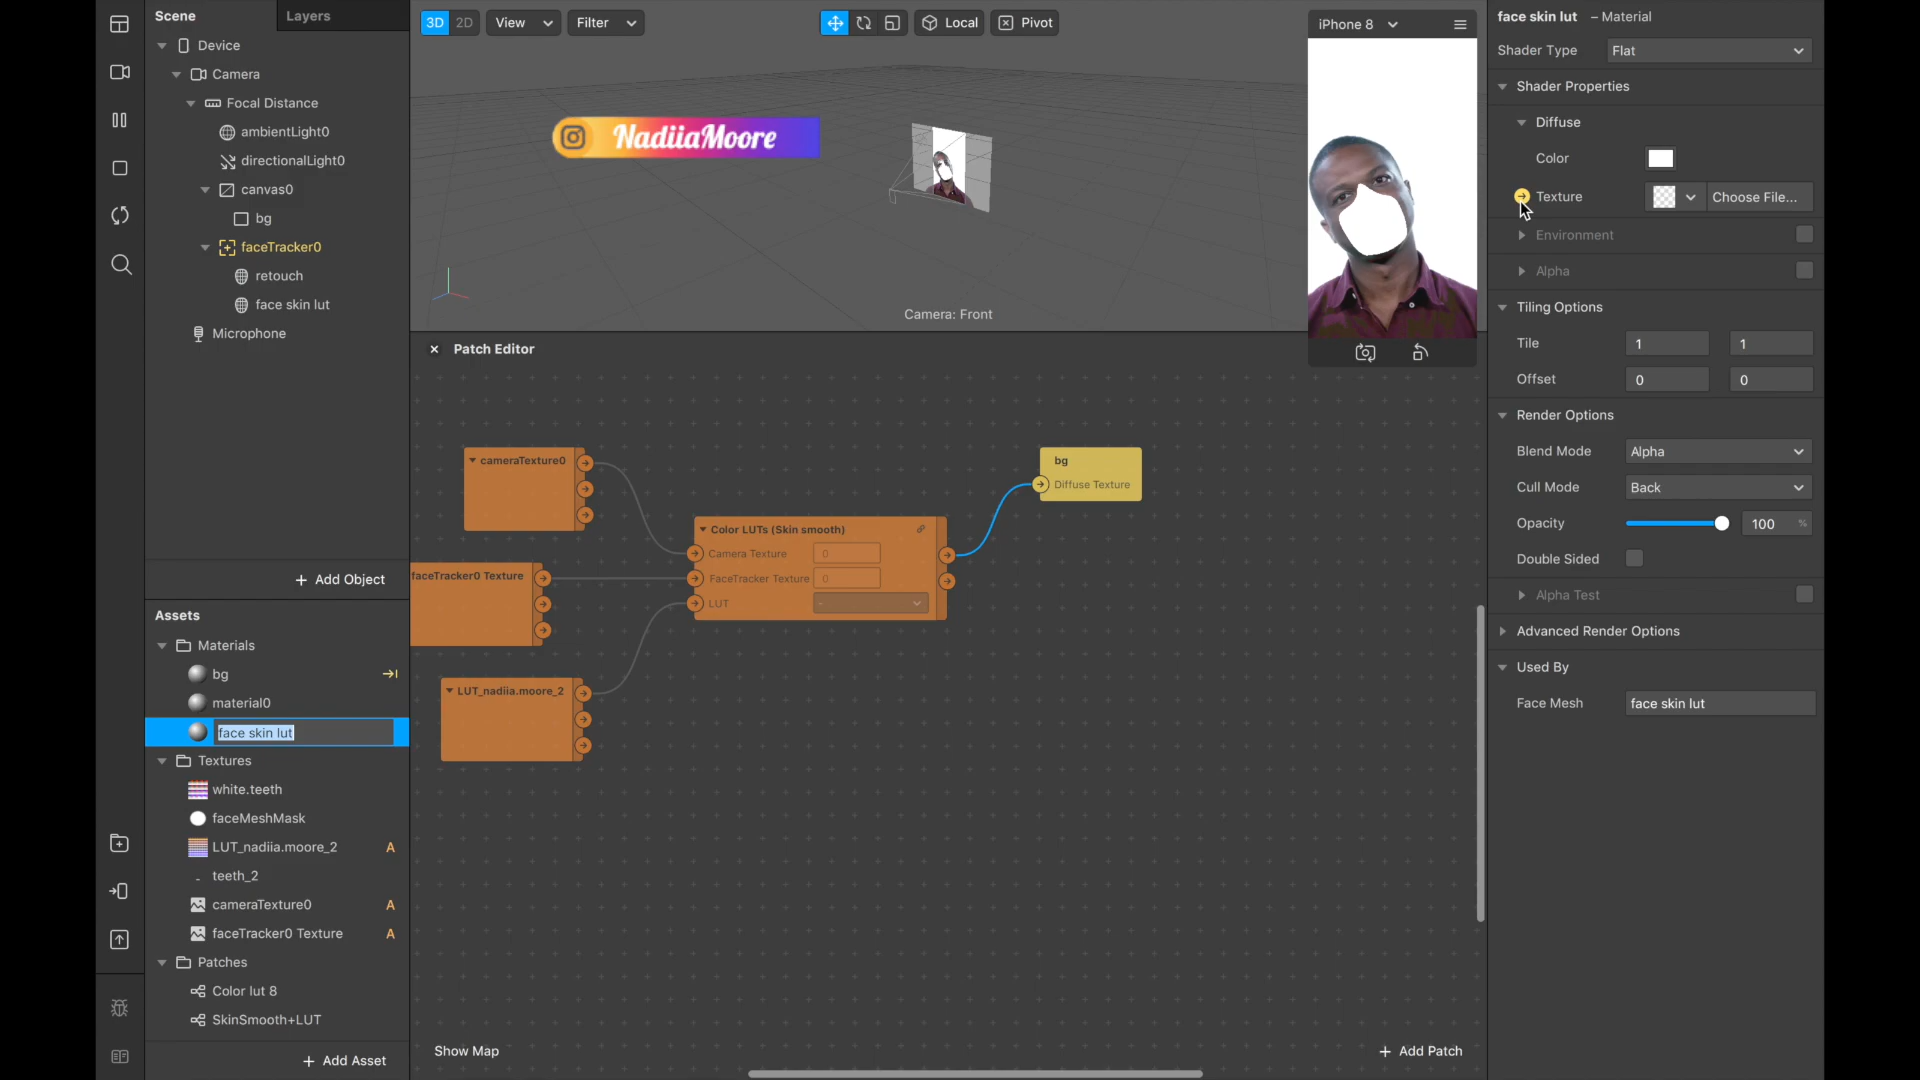 Scene
Layers
Device
Camera
Focal Distance
ambientLight0
directionalLight0
canvas0
bg
faceTracker0
retouch
face skin lut
Microphone
+ Add Object
Assets
Materials
bg
material0
face skin lut
Textures
white.teeth
faceMeshMask
LUT_nadiia.moore_2 A
teeth_2
cameraTexture0 A
faceTracker0 Texture A
Patches
Color lut 8
SkinSmooth+LUT
+ Add Asset
3D 2D View Filter Local Pivot
NadiiaMoore
Camera: Front
iPhone 8
Patch Editor
cameraTexture0
faceTracker0 Texture
LUT_nadiia.moore_2
Color LUTs (Skin smooth)
Camera Texture 0
FaceTracker Texture 0
LUT -
bg
Diffuse Texture
Show Map
+ Add Patch
face skin lut – Material
Shader Type Flat
Shader Properties
Diffuse
Color
Texture Choose File...
Environment
Alpha
Tiling Options
Tile 1 1
Offset 0 0
Render Options
Blend Mode Alpha
Cull Mode Back
Opacity 100 %
Double Sided
Alpha Test
Advanced Render Options
Used By
Face Mesh face skin lut